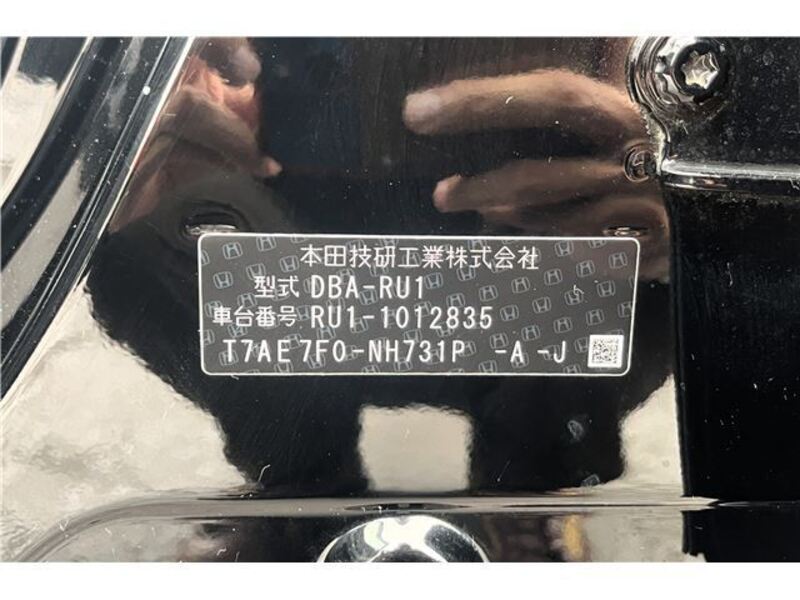 本田技研工業株式会社
型式 DBA-RU1
車台番号 RU1-1012835
T7AE7F0-NH731P -A-J